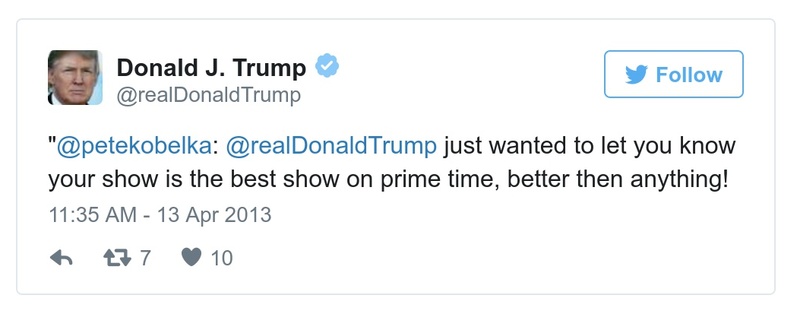 Donald J. Trump
Follow
@realDonaldTrump
"@petekobelka: @realDonaldTrump just wanted to let you know
your show is the best show on prime time, better then anything!
11:35 AM - 13 Apr 2013
7 10